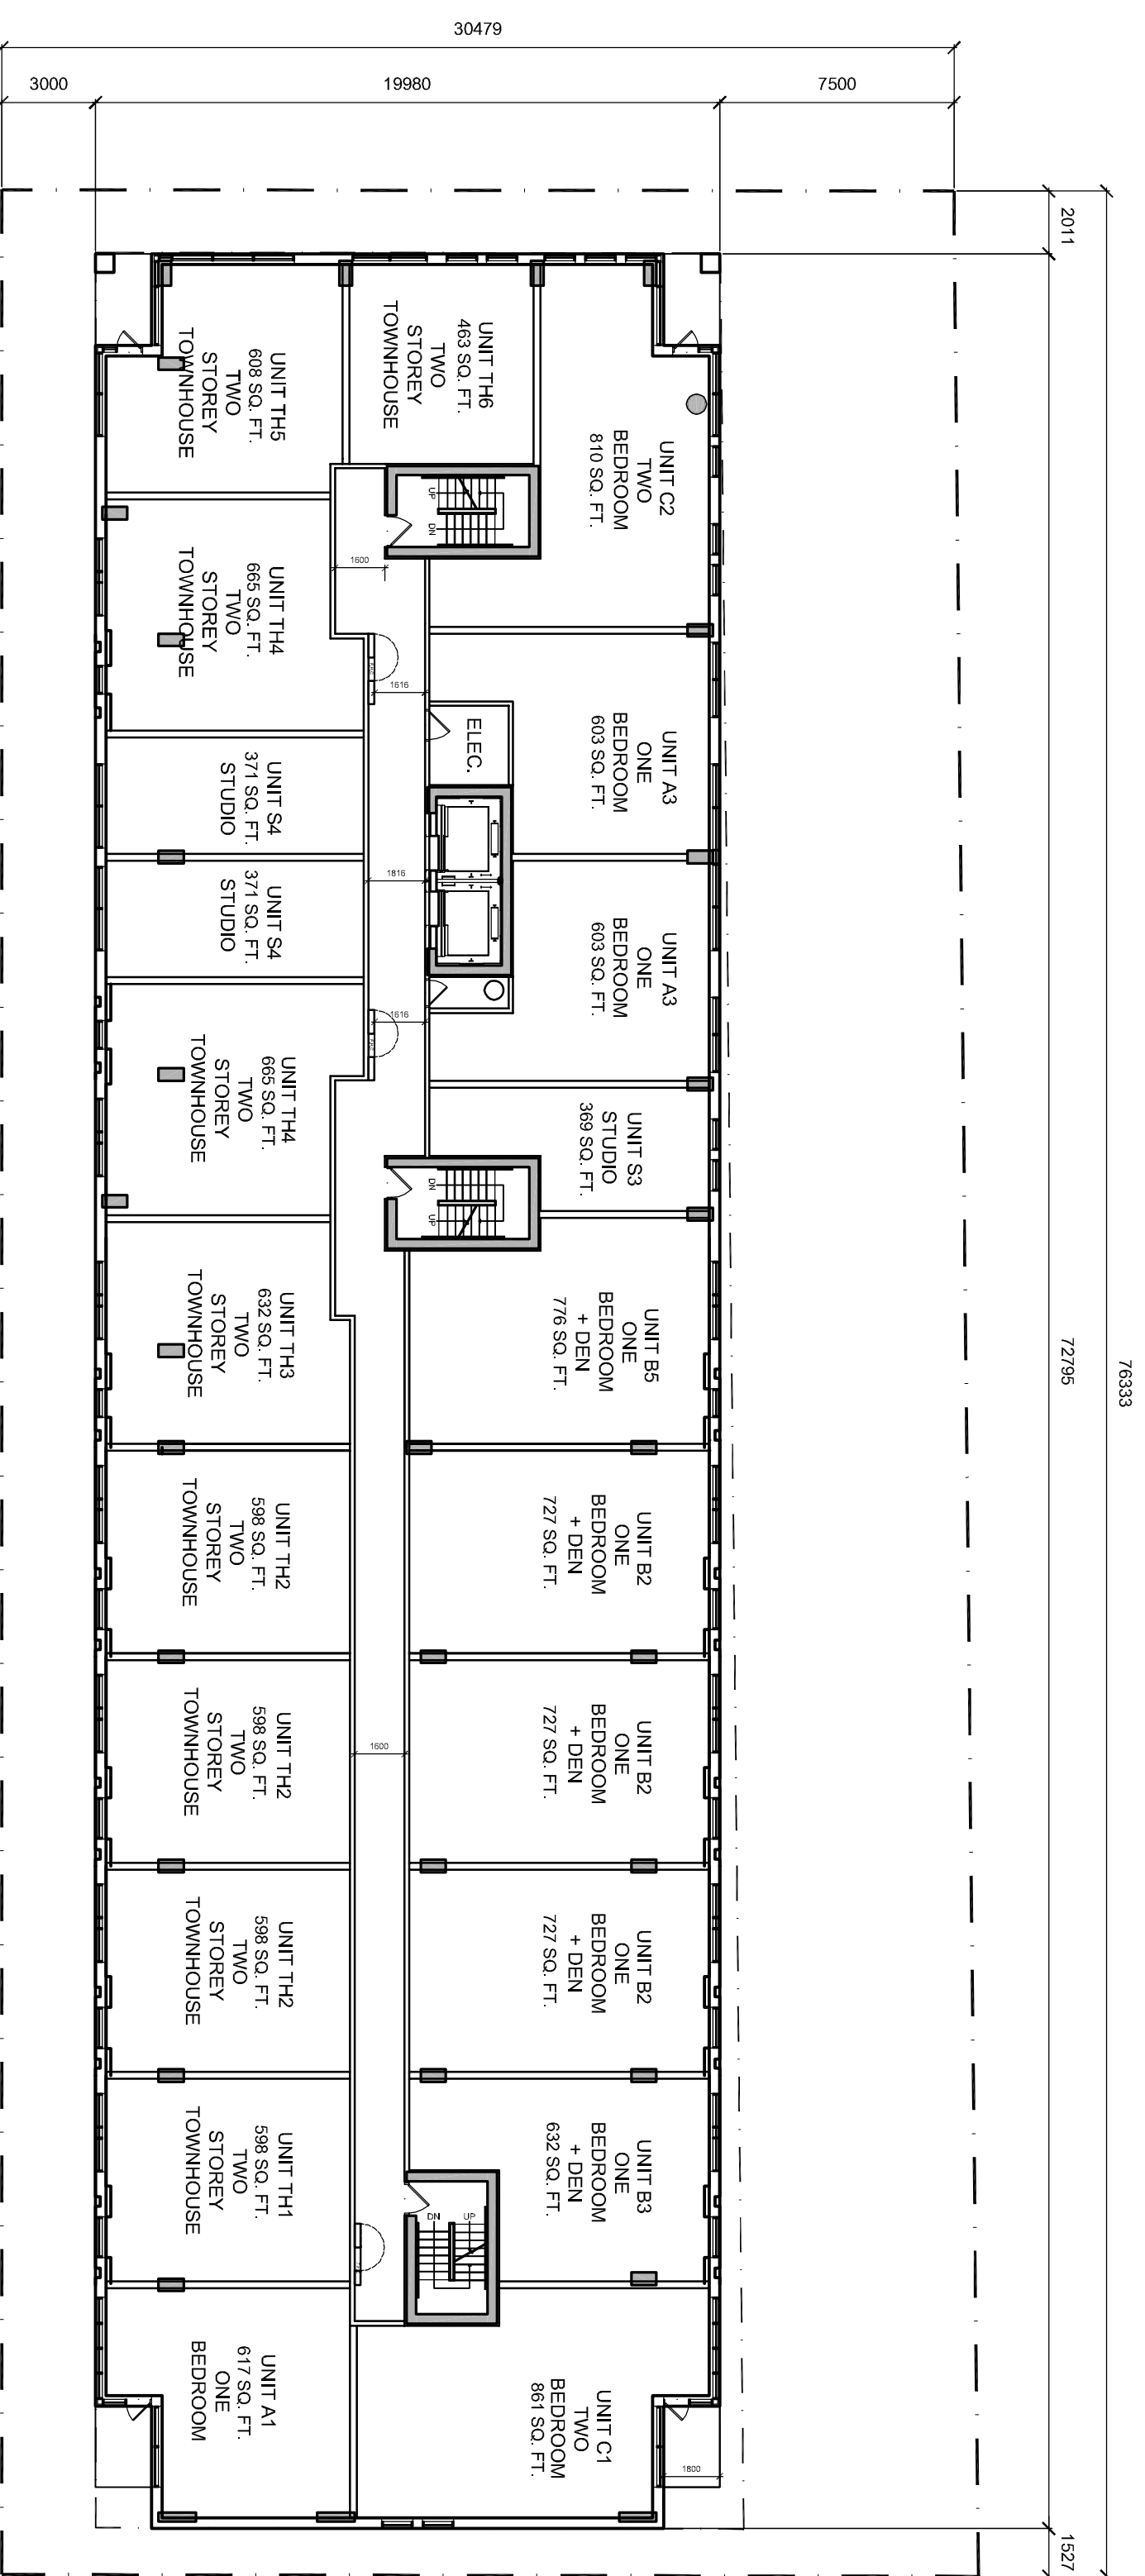 30479
3000
19980
7500
2011
72795
76333
1527
UNIT TH5
608 SQ. FT.
TWO
STOREY
TOWNHOUSE
UNIT TH6
463 SQ. FT.
TWO
STOREY
TOWNHOUSE
UNIT C2
TWO
BEDROOM
810 SQ. FT.
UP
DN
1600
UNIT TH4
665 SQ. FT.
TWO
STOREY
TOWNHOUSE
1616
ELEC.
UNIT A3
ONE
BEDROOM
603 SQ. FT.
UNIT S4
371 SQ. FT.
STUDIO
UNIT S4
371 SQ. FT.
STUDIO
1816
UNIT A3
ONE
BEDROOM
603 SQ. FT.
1616
UNIT TH4
665 SQ. FT.
TWO
STOREY
TOWNHOUSE
UNIT S3
STUDIO
369 SQ. FT.
DN
UP
UNIT TH3
632 SQ. FT.
TWO
STOREY
TOWNHOUSE
UNIT B5
ONE
BEDROOM
+ DEN
776 SQ. FT.
UNIT TH2
598 SQ. FT.
TWO
STOREY
TOWNHOUSE
UNIT B2
ONE
BEDROOM
+ DEN
727 SQ. FT.
UNIT TH2
598 SQ. FT.
TWO
STOREY
TOWNHOUSE
1600
UNIT B2
ONE
BEDROOM
+ DEN
727 SQ. FT.
UNIT TH2
598 SQ. FT.
TWO
STOREY
TOWNHOUSE
UNIT B2
ONE
BEDROOM
+ DEN
727 SQ. FT.
UNIT TH1
598 SQ. FT.
TWO
STOREY
TOWNHOUSE
UNIT B3
ONE
BEDROOM
+ DEN
632 SQ. FT.
DN
UP
UNIT A1
617 SQ. FT.
ONE
BEDROOM
UNIT C1
TWO
BEDROOM
861 SQ. FT.
1800